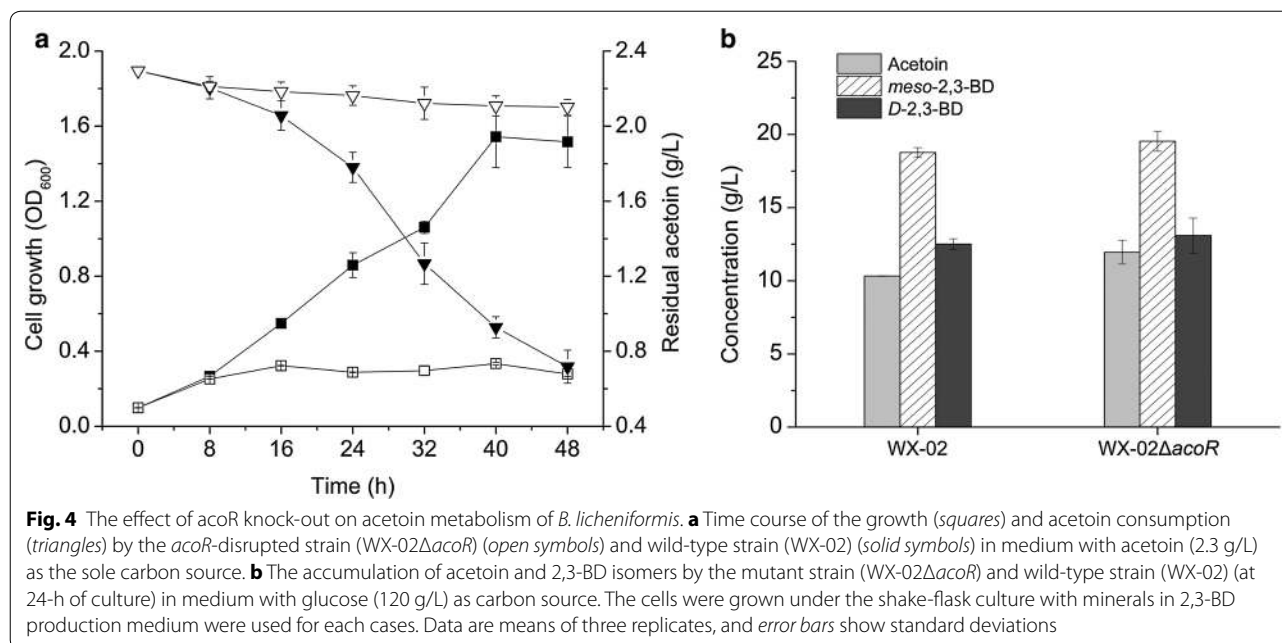 a
2.0
1.6
1.2
0.8
0.4
0.0
Cell growth (OD600)
2.4
2.0
1.6
1.2
0.8
0.4
Residual acetoin (g/L)
0 8 16 24 32 40 48
Time (h)
b
25
20
15
10
5
0
Concentration (g/L)
Acetoin
meso-2,3-BD
D-2,3-BD
WX-02 WX-02ΔacoR
Fig. 4 The effect of acoR knock-out on acetoin metabolism of B. licheniformis. a Time course of the growth (squares) and acetoin consumption
(triangles) by the acoR-disrupted strain (WX-02ΔacoR) (open symbols) and wild-type strain (WX-02) (solid symbols) in medium with acetoin (2.3 g/L)
as the sole carbon source. b The accumulation of acetoin and 2,3-BD isomers by the mutant strain (WX-02ΔacoR) and wild-type strain (WX-02) (at
24-h of culture) in medium with glucose (120 g/L) as carbon source. The cells were grown under the shake-flask culture with minerals in 2,3-BD
production medium were used for each cases. Data are means of three replicates, and error bars show standard deviations